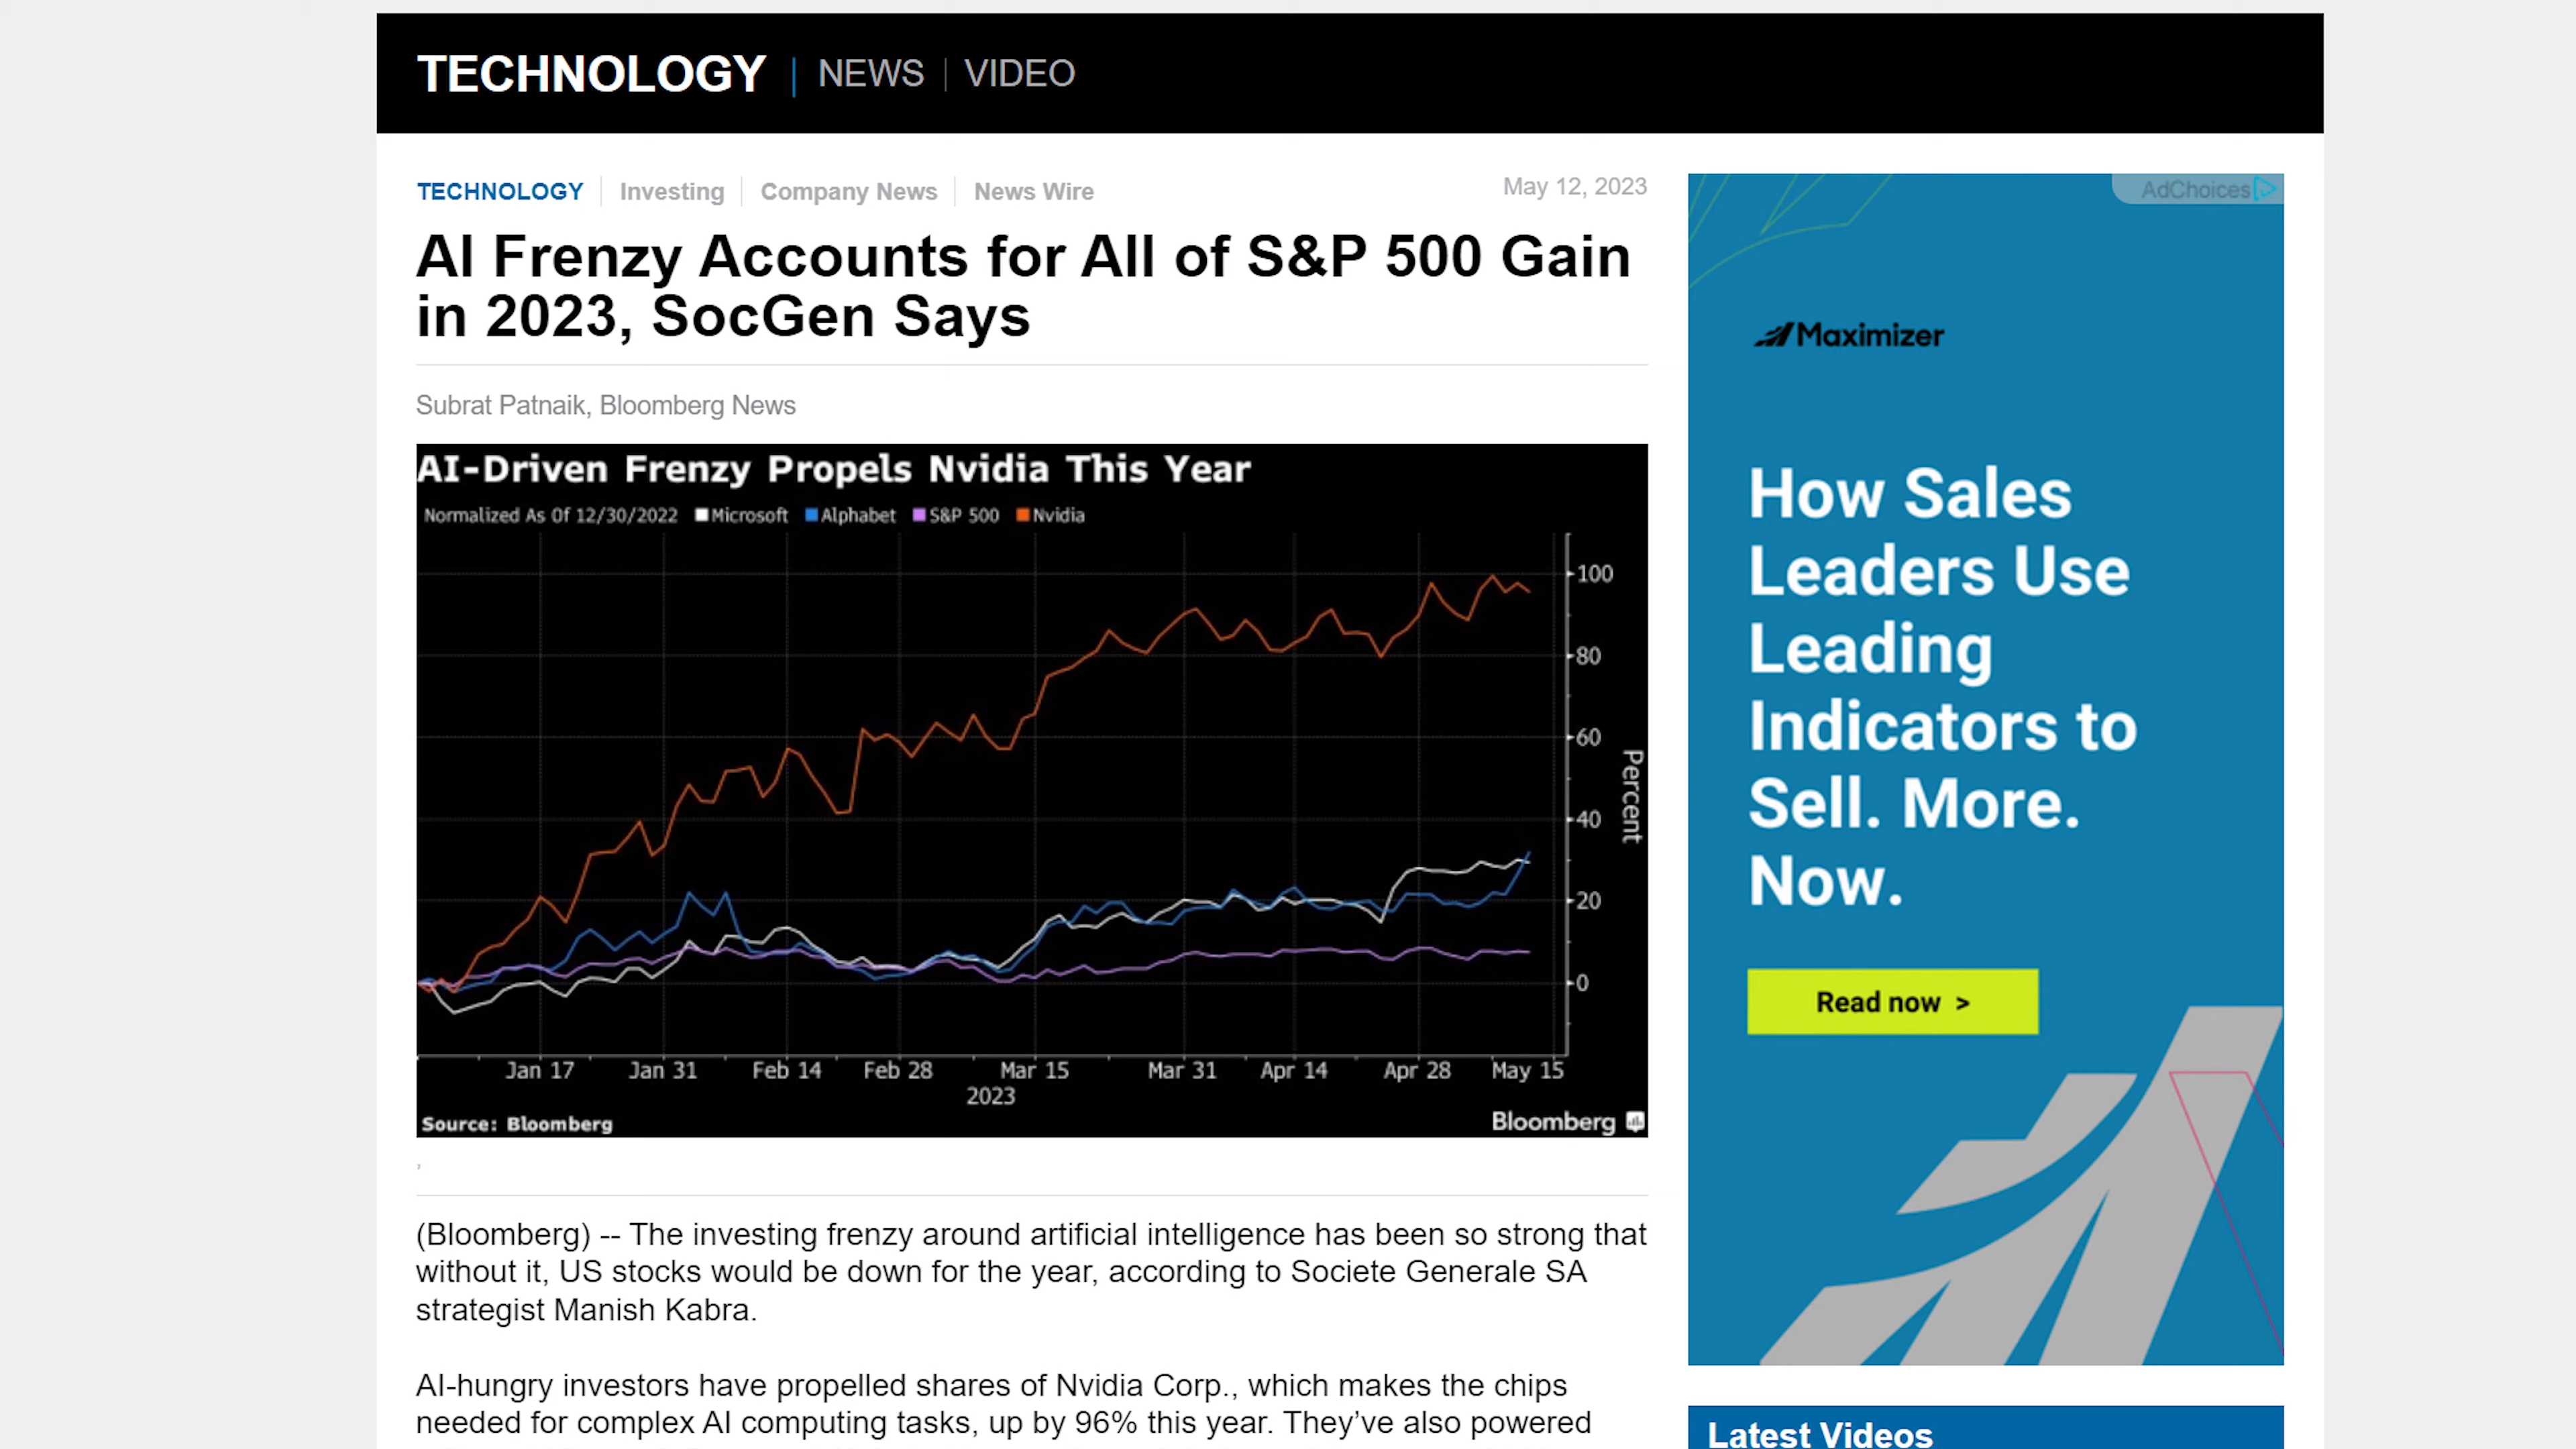 TECHNOLOGY | NEWS | VIDEO
TECHNOLOGY | Investing | Company News | News Wire
May 12, 2023
AI Frenzy Accounts for All of S&P 500 Gain
in 2023, SocGen Says
Subrat Patnaik, Bloomberg News
AI-Driven Frenzy Propels Nvidia This Year
Normalized As Of 12/30/2022 Microsoft Alphabet S&P 500 Nvidia
100
80
60
40
20
0
Percent
Jan 17 Jan 31 Feb 14 Feb 28 Mar 15 Mar 31 Apr 14 Apr 28 May 15
2023
Source: Bloomberg
Bloomberg
,
(Bloomberg) -- The investing frenzy around artificial intelligence has been so strong that
without it, US stocks would be down for the year, according to Societe Generale SA
strategist Manish Kabra.
AI-hungry investors have propelled shares of Nvidia Corp., which makes the chips
needed for complex AI computing tasks, up by 96% this year. They’ve also powered
AdChoices
Maximizer
How Sales
Leaders Use
Leading
Indicators to
Sell. More.
Now.
Read now >
Latest Videos